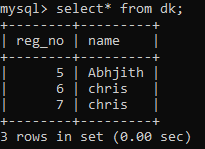 mysql> select* from dk;
+--------+----------+
| reg_no | name     |
+--------+----------+
|      5 | Abhjith |
|      6 | chris   |
|      7 | chris   |
+--------+----------+
3 rows in set (0.00 sec)